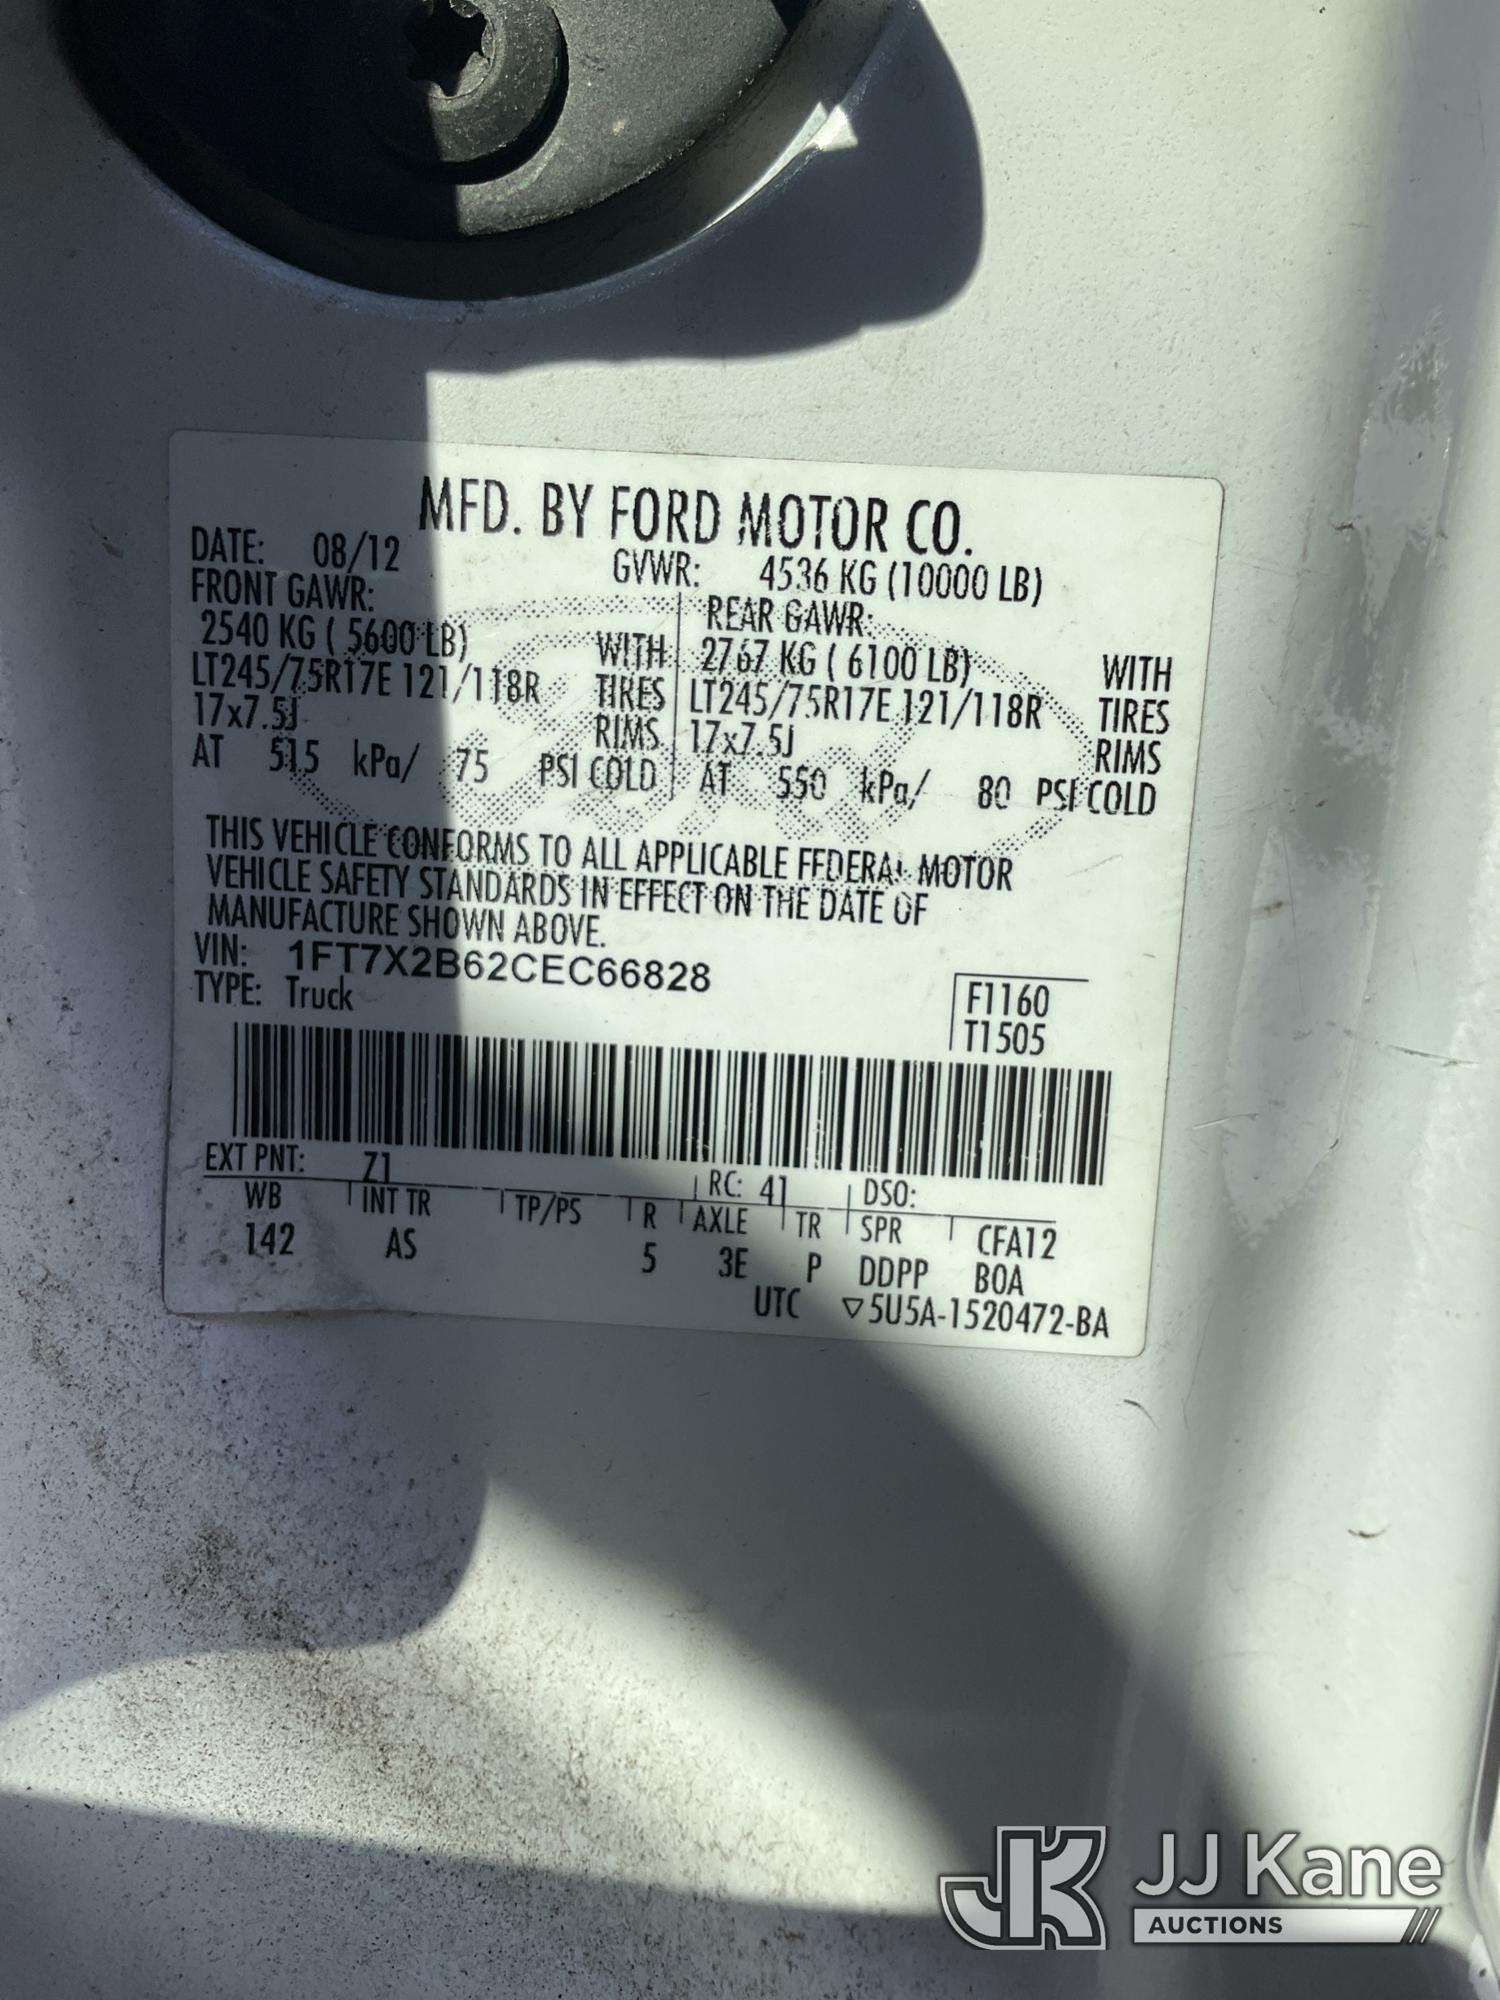 MFD. BY FORD MOTOR CO.
DATE: 08/12 GVWR: 4536 KG (10000 LB)
FRONT GAWR: REAR GAWR:
2540 KG ( 5600 LB) WITH 2767 KG ( 6100 LB) WITH
LT245/75R17E 121/118R TIRES LT245/75R17E 121/118R TIRES
17x7.5J RIMS 17x7.5J RIMS
AT 515 kPa/ 75 PSI COLD AT 550 kPa/ 80 PSI COLD
THIS VEHICLE CONFORMS TO ALL APPLICABLE FEDERAL MOTOR
VEHICLE SAFETY STANDARDS IN EFFECT ON THE DATE OF
MANUFACTURE SHOWN ABOVE.
VIN: 1FT7X2B62CEC66828
TYPE: Truck
F1160
T1505
EXT PNT: Z1 RC: 41 DSO:
WB INT TR TP/PS R AXLE TR SPR CFA12
142 AS 5 3E P DDPP BOA
UTC ▽5U5A-1520472-BA
JK JJ Kane
AUCTIONS